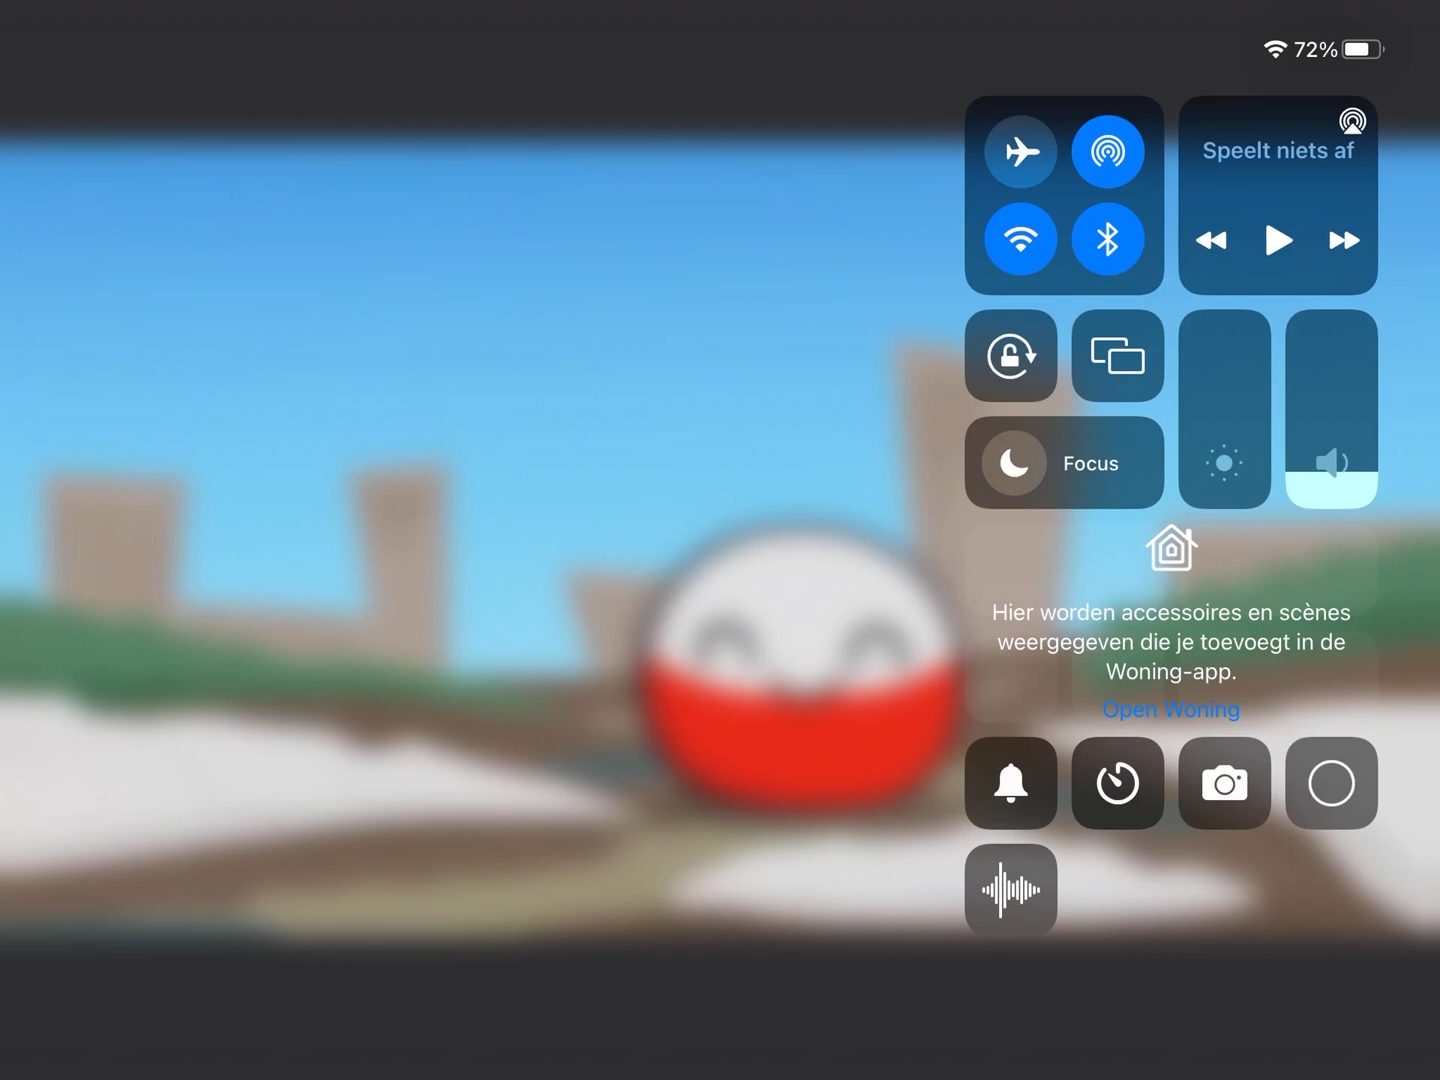 72%
Speelt niets af
Focus
Hier worden accessoires en scènes
weergegeven die je toevoegt in de
Woning-app.
Open Woning